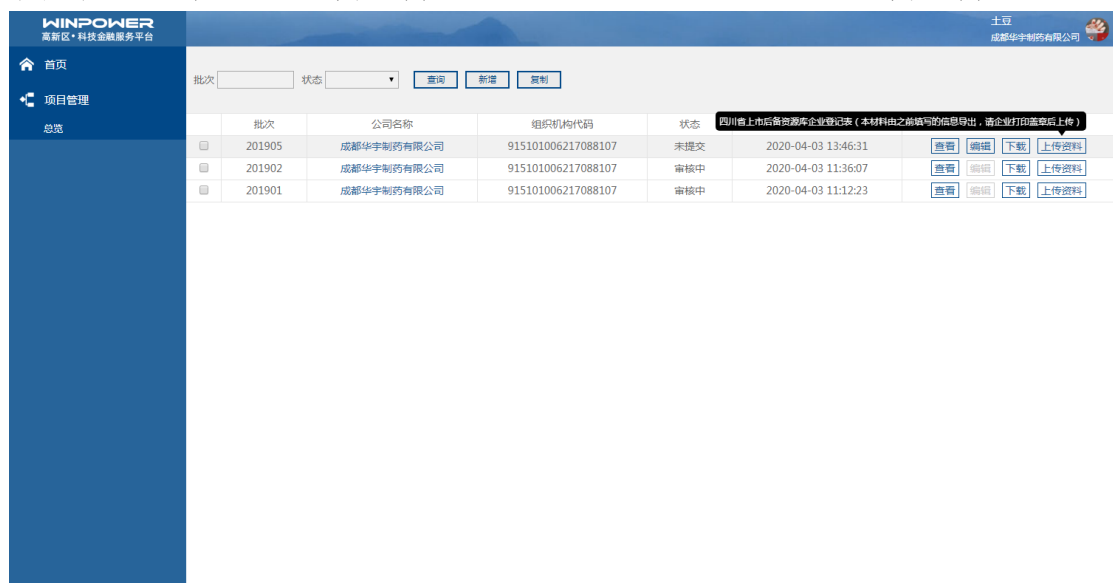 WINPOWER
高新区·科技金融服务平台
土豆
成都华宇制药有限公司
首页
项目管理
总览
批次 状态 查询 新增 复制
批次 公司名称 组织机构代码 状态
四川省上市后备资源库企业登记表（本材料由之前填写的信息导出，请企业打印盖章后上传）
201905 成都华宇制药有限公司 915101006217088107 未提交 2020-04-03 13:46:31 查看 编辑 下载 上传资料
201902 成都华宇制药有限公司 915101006217088107 审核中 2020-04-03 11:36:07 查看 编辑 下载 上传资料
201901 成都华宇制药有限公司 915101006217088107 审核中 2020-04-03 11:12:23 查看 编辑 下载 上传资料